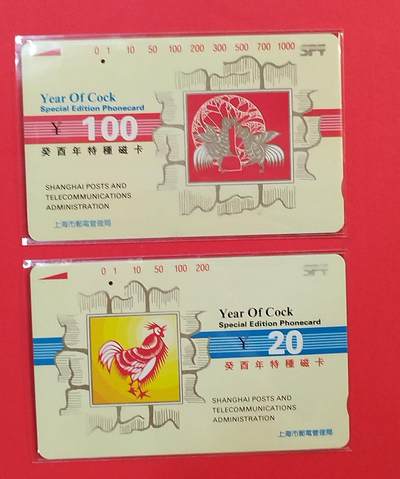 0 1 10 50 100 300 500 700 1000
SPT
Year Of Cock
Special Edition Phonecard
¥ 100
癸酉年特種磁卡
SHANGHAI POSTS AND
TELECOMMUNICATIONS
ADMINISTRATION
上海市郵電管理局
0 1 10 50 100 200
SPT
Year Of Cock
Special Edition Phonecard
¥ 20
癸酉年特種磁卡
SHANGHAI POSTS AND
TELECOMMUNICATIONS
ADMINISTRATION
上海市郵電管理局